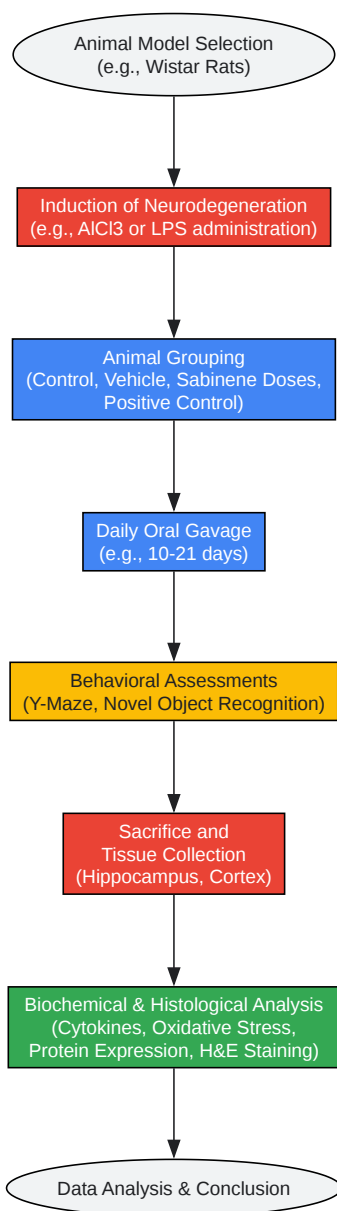 Animal Model Selection
(e.g., Wistar Rats)
Induction of Neurodegeneration
(e.g., AlCl3 or LPS administration)
Animal Grouping
(Control, Vehicle, Sabinene Doses,
Positive Control)
Daily Oral Gavage
(e.g., 10-21 days)
Behavioral Assessments
(Y-Maze, Novel Object Recognition)
Sacrifice and
Tissue Collection
(Hippocampus, Cortex)
Biochemical & Histological Analysis
(Cytokines, Oxidative Stress,
Protein Expression, H&E Staining)
Data Analysis & Conclusion